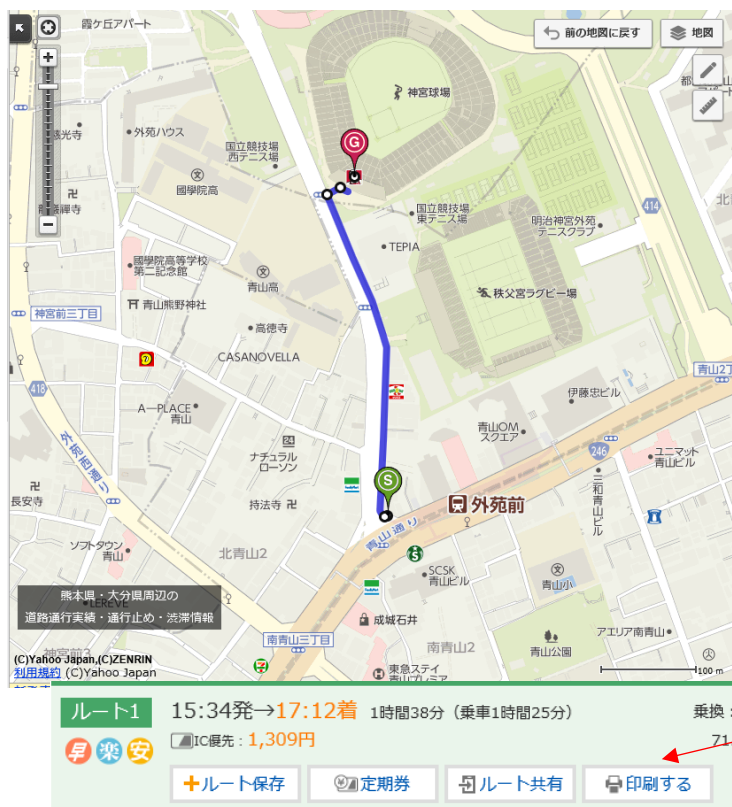 霞ケ丘アパート
前の地図に戻す
地図
神宮球場
外苑ハウス
国立競技場
西テニス場
國學院高
G
国立競技場
東テニス場
明治神宮外苑
テニスクラブ
414
TEPIA
國學院高等学校
第二記念館
青山高
秩父宮ラグビー場
青山熊野神社
神宮前三丁目
高徳寺
CASANOVELLA
青山2丁
418
伊藤忠ビル
A-PLACE
青山
青山OM
スクエア
外苑西通り
24
ナチュラル
ローソン
246
ユニマット
青山ビル
S
長安寺
持法寺
外苑前
三和青山ビル
青山通り
ソフトタウン
青山
北青山2
SCSK
青山ビル
青山小
熊本県・大分県周辺の
道路通行実績・通行止め・渋滞情報
成城石井
アエリア南青山
南青山三丁目
南青山2
青山公園
(C)Yahoo Japan,(C)ZENRIN
利用規約 (C)Yahoo Japan
東急ステイ
青山プレミア
100 m
ルート1
15:34発→17:12着 1時間38分（乗車1時間25分）
乗換：
早 楽 安
IC優先：1,309円
71.
+ルート保存
定期券
ルート共有
印刷する